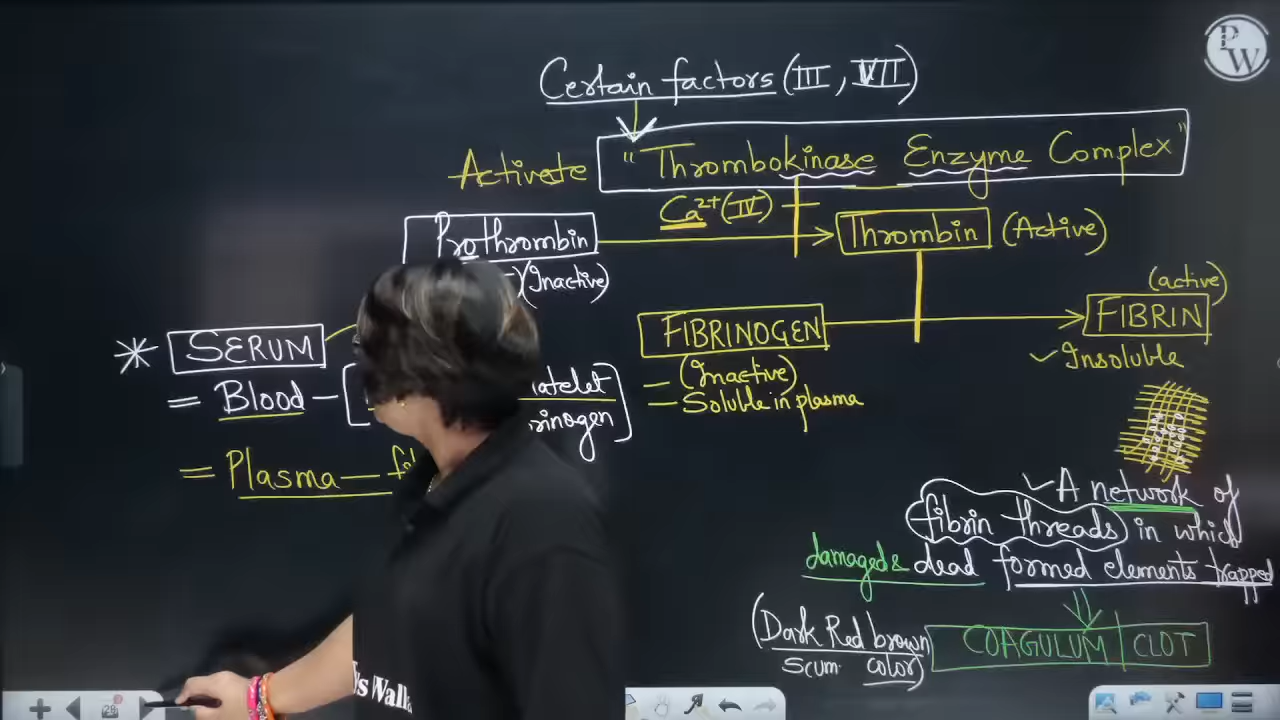 Certain factors (III, VII)
Activate "Thrombokinase Enzyme Complex"
Ca²⁺ (IV)
Prothrombin
Thrombin (Active)
(Inactive)
(active)
FIBRINOGEN
FIBRIN
* SERUM
(Inactive)
Insoluble
= Blood –
– Soluble in plasma
= Plasma –
A network of
fibrin threads in which
damaged & dead formed elements trapped
(Dark Red brown
scum color)
COAGULUM CLOT
PW
28